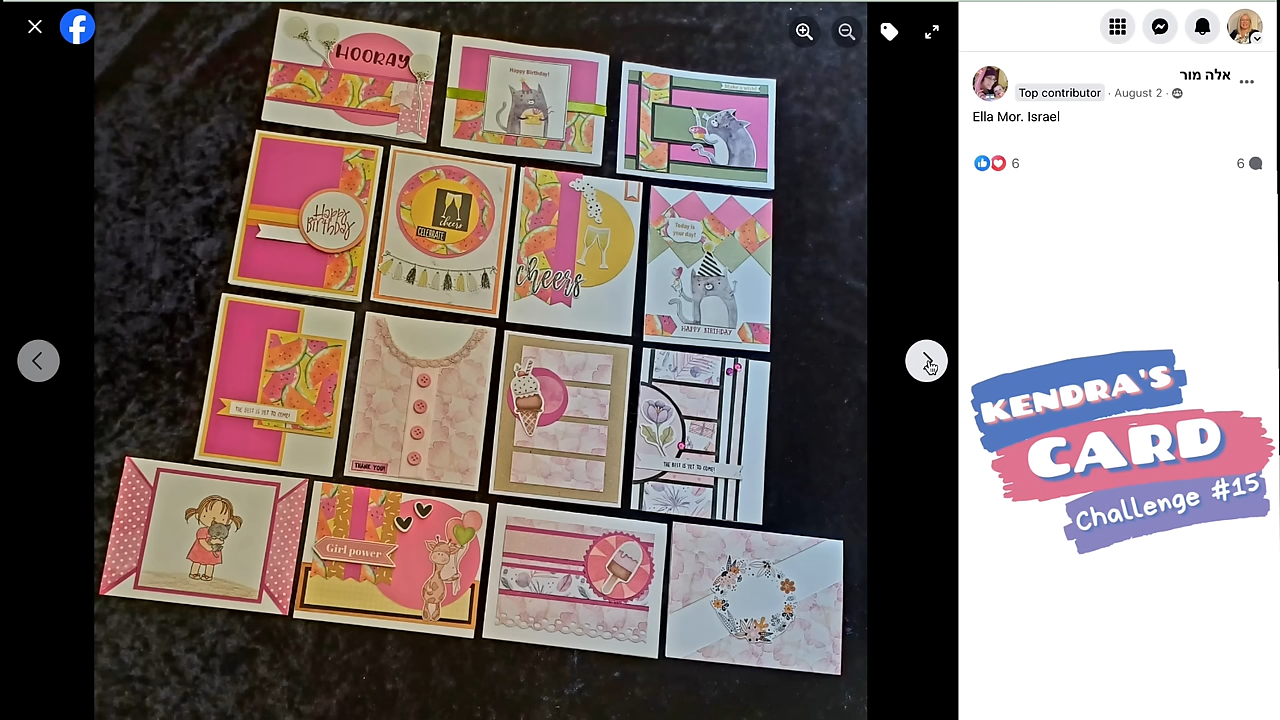 HOORAY
Happy Birthday!
Make a wish!
Happy
Birthday
cheers
CELEBRATE
cheers
Today is
your day!
HAPPY BIRTHDAY
THE BEST IS YET TO COME!
THANK YOU!
THE BEST IS YET TO COME!
Girl power
אלה מור
Top contributor · August 2 ·
Ella Mor. Israel
6
6
KENDRA'S
CARD
Challenge #15